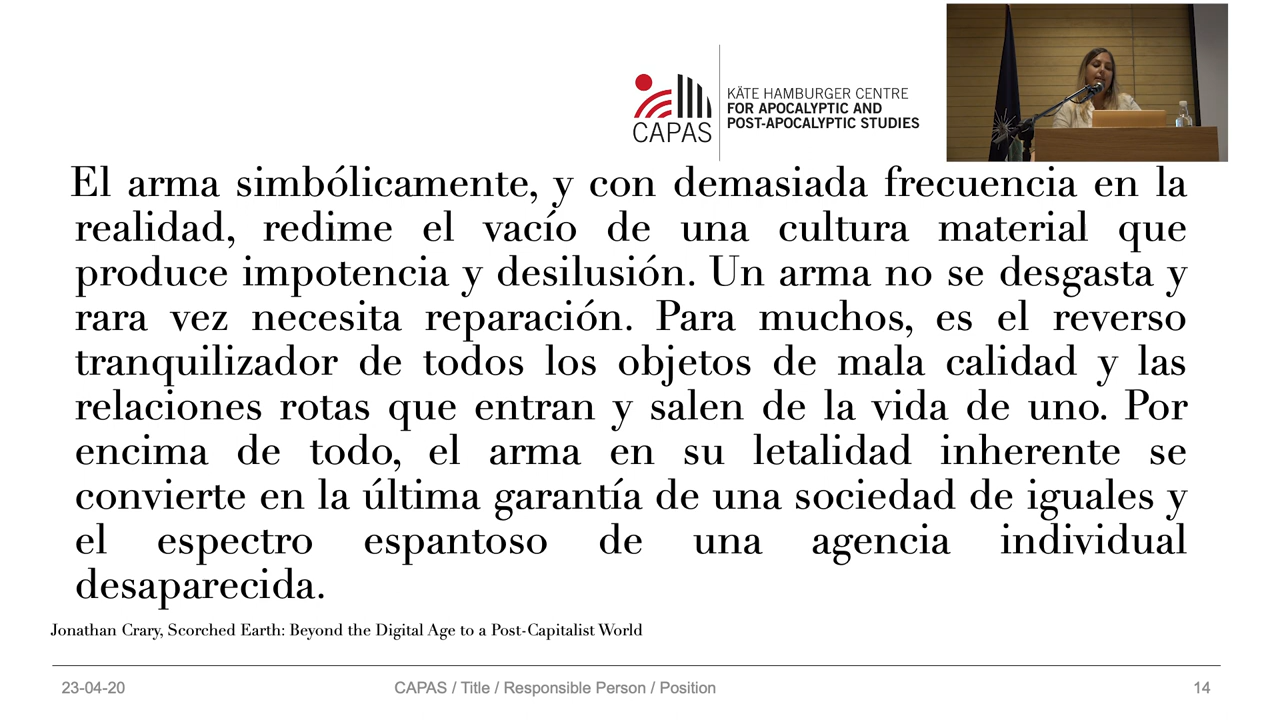 CAPAS
KÄTE HAMBURGER CENTRE
FOR APOCALYPTIC AND
POST-APOCALYPTIC STUDIES
El arma simbólicamente, y con demasiada frecuencia en la
realidad, redime el vacío de una cultura material que
produce impotencia y desilusión. Un arma no se desgasta y
rara vez necesita reparación. Para muchos, es el reverso
tranquilizador de todos los objetos de mala calidad y las
relaciones rotas que entran y salen de la vida de uno. Por
encima de todo, el arma en su letalidad inherente se
convierte en la última garantía de una sociedad de iguales y
el espectro espantoso de una agencia individual
desaparecida.
Jonathan Crary, Scorched Earth: Beyond the Digital Age to a Post-Capitalist World
23-04-20 CAPAS / Title / Responsible Person / Position 14